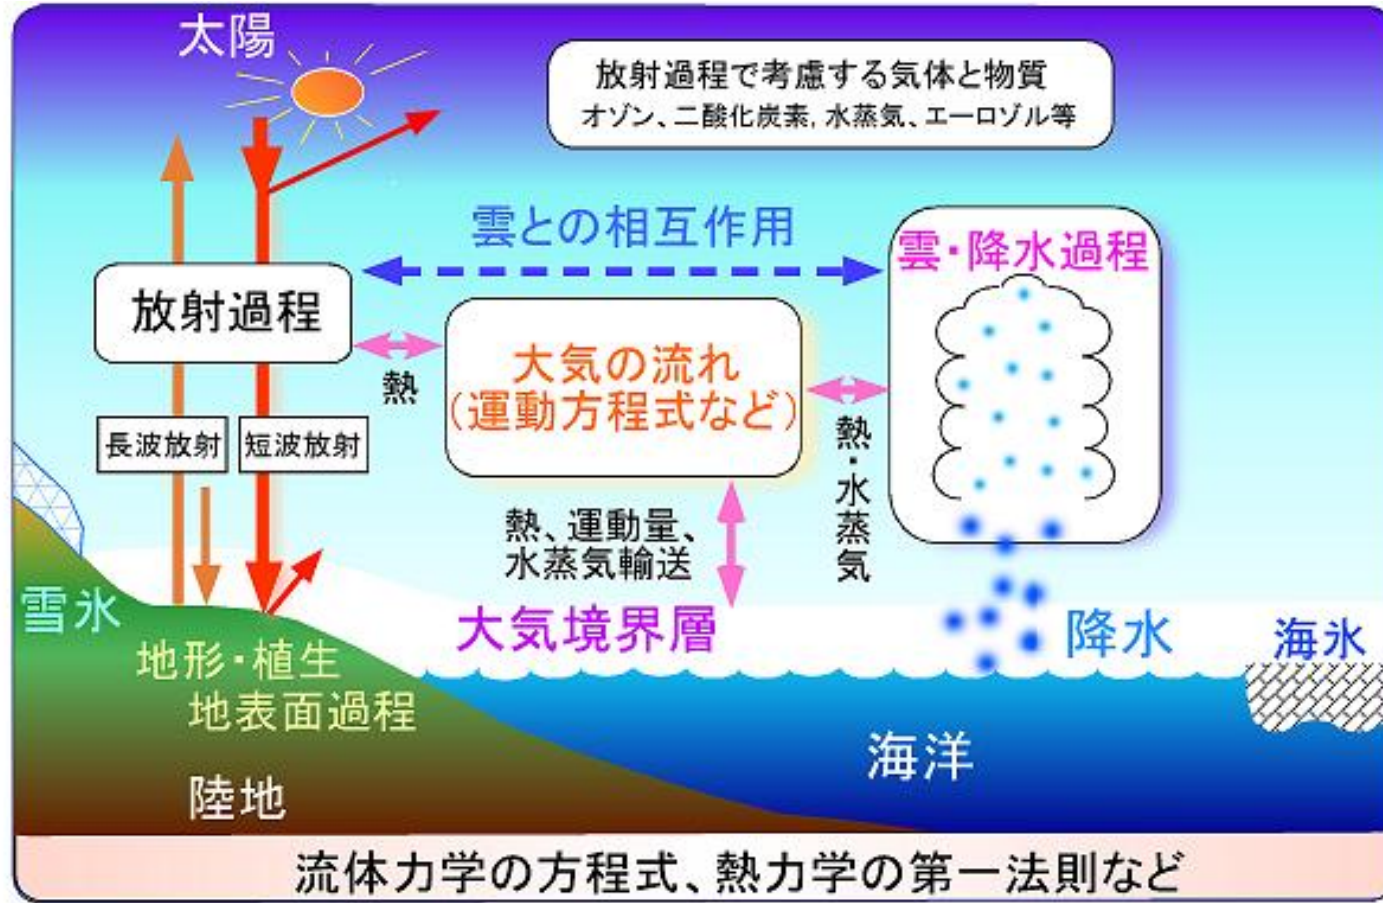 太陽
放射過程で考慮する気体と物質
オゾン、二酸化炭素, 水蒸気、エーロゾル等
雲との相互作用
雲・降水過程
放射過程
熱
大気の流れ
(運動方程式など)
熱・水蒸気
長波放射
短波放射
熱、運動量、
水蒸気輸送
雪氷
大気境界層
降水
海氷
地形・植生
地表面過程
海洋
陸地
流体力学の方程式、熱力学の第一法則など